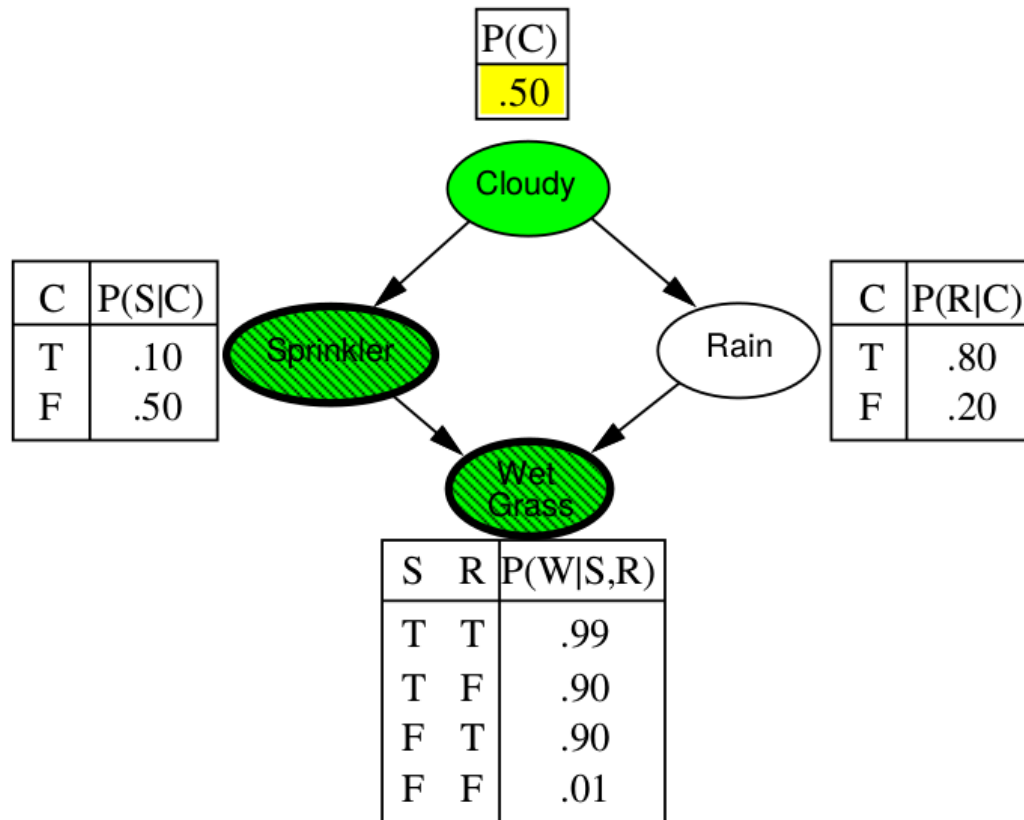 P(C)
.50
Cloudy
C P(S|C)
T .10
F .50
Sprinkler
Rain
C P(R|C)
T .80
F .20
Wet
Grass
S R P(W|S,R)
T T .99
T F .90
F T .90
F F .01